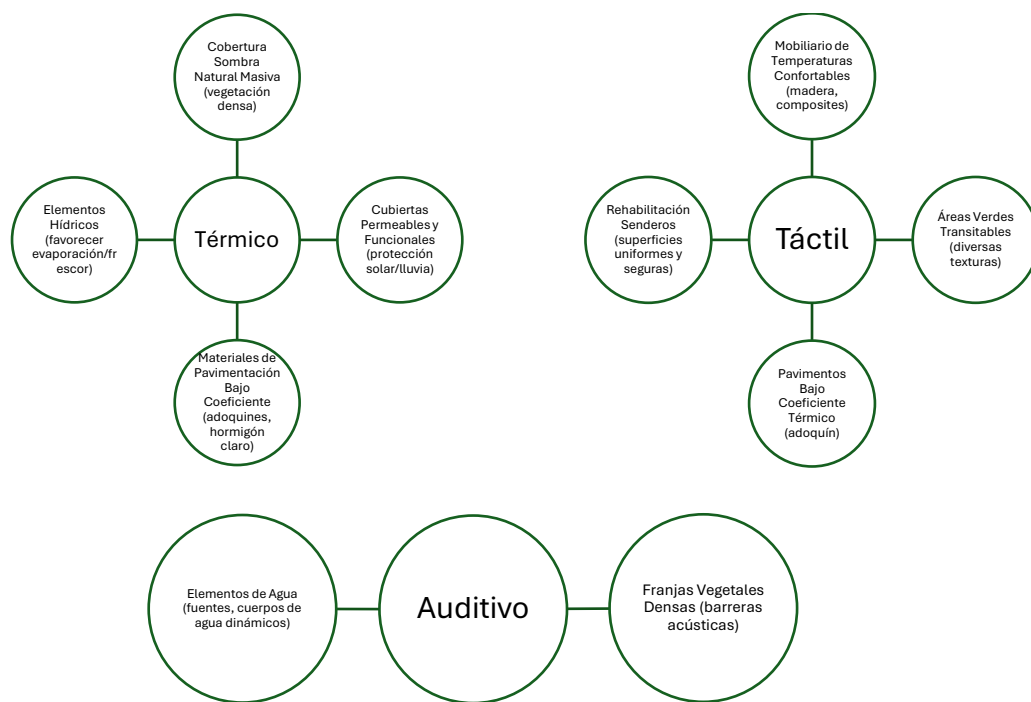 Cobertura
Sombra
Natural Masiva
(vegetación
densa)
Elementos
Hídricos
(favorecer
evaporación/fr
escor)
Térmico
Cubiertas
Permeables y
Funcionales
(protección
solar/lluvia)
Materiales de
Pavimentación
Bajo
Coeficiente
(adoquines,
hormigón
claro)
Mobiliario de
Temperaturas
Confortables
(madera,
composites)
Rehabilitación
Senderos
(superficies
uniformes y
seguras)
Táctil
Áreas Verdes
Transitables
(diversas
texturas)
Pavimentos
Bajo
Coeficiente
Térmico
(adoquín)
Elementos de Agua
(fuentes, cuerpos de
agua dinámicos)
Auditivo
Franjas Vegetales
Densas (barreras
acústicas)